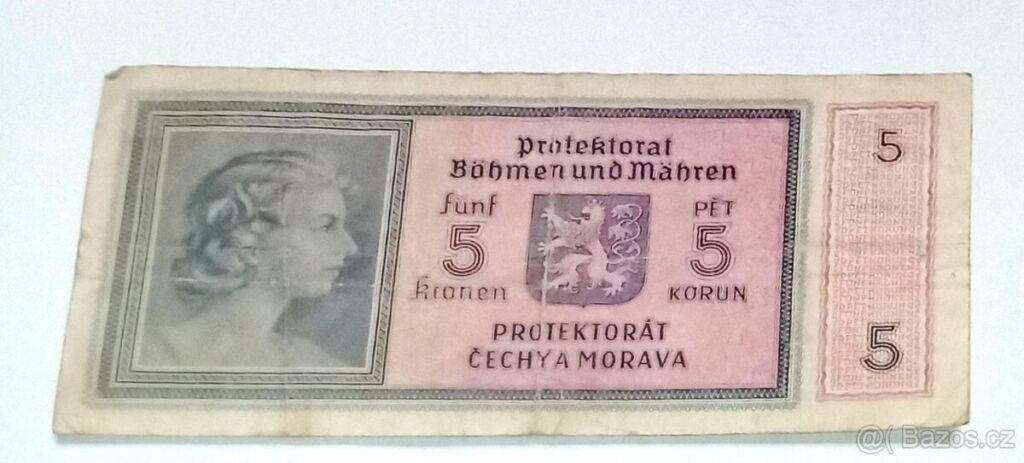 Protektorat
Böhmen und Mähren
fünf
5
kronen
PĚT
5
KORUN
PROTEKTORÁT
ČECHY A MORAVA
5
5
@( Bazos.cz